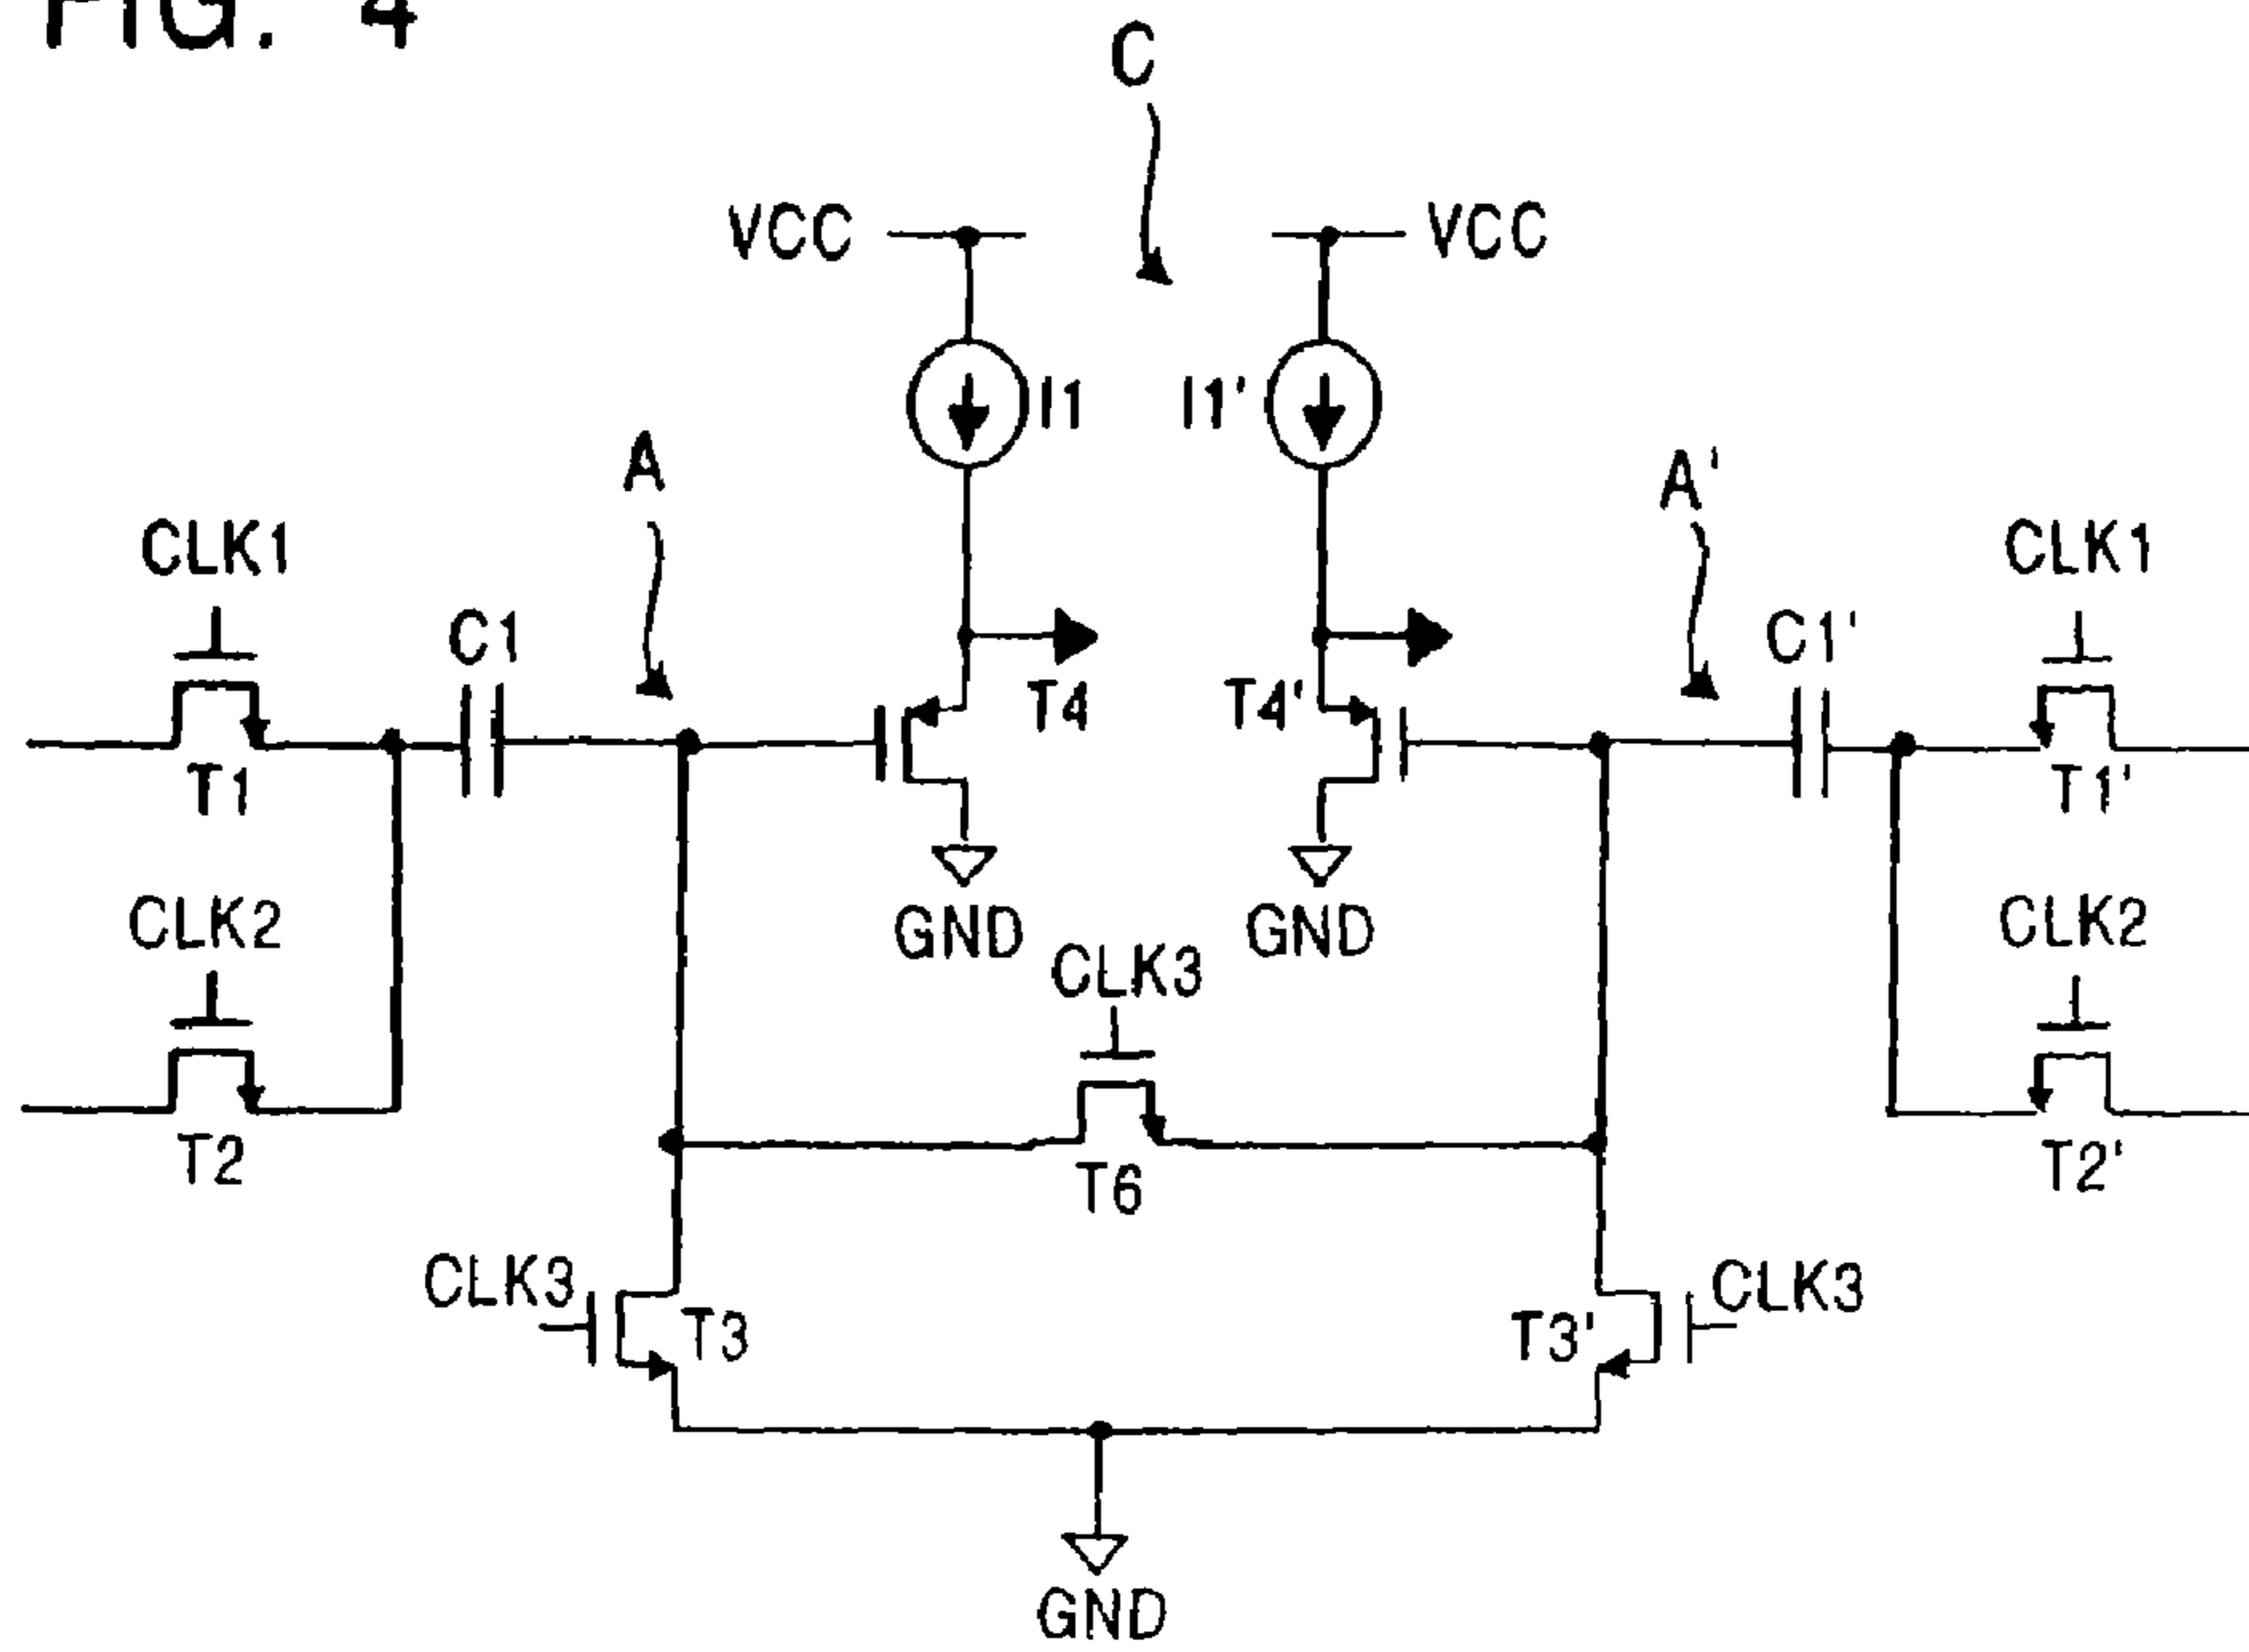 FIG. 4
C
VCC
VCC
I1
I1'
A
A'
CLK1
CLK1
C1
C1'
T4
T4'
T1
T1'
CLK2
GND
GND
CLK2
CLK3
T2
T6
T2'
CLK3
T3
T3'
CLK3
GND